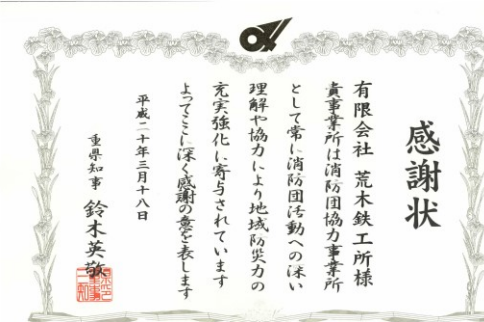 感謝状
有限会社 荒木鉄工所様
貴事業所は消防団協力事業所
として常に消防団活動への深い
理解や協力により地域防災力の
充実強化に寄与されています
よってここに深く感謝の意を表します
平成二十年三月十八日
重県知事 鈴木英敬